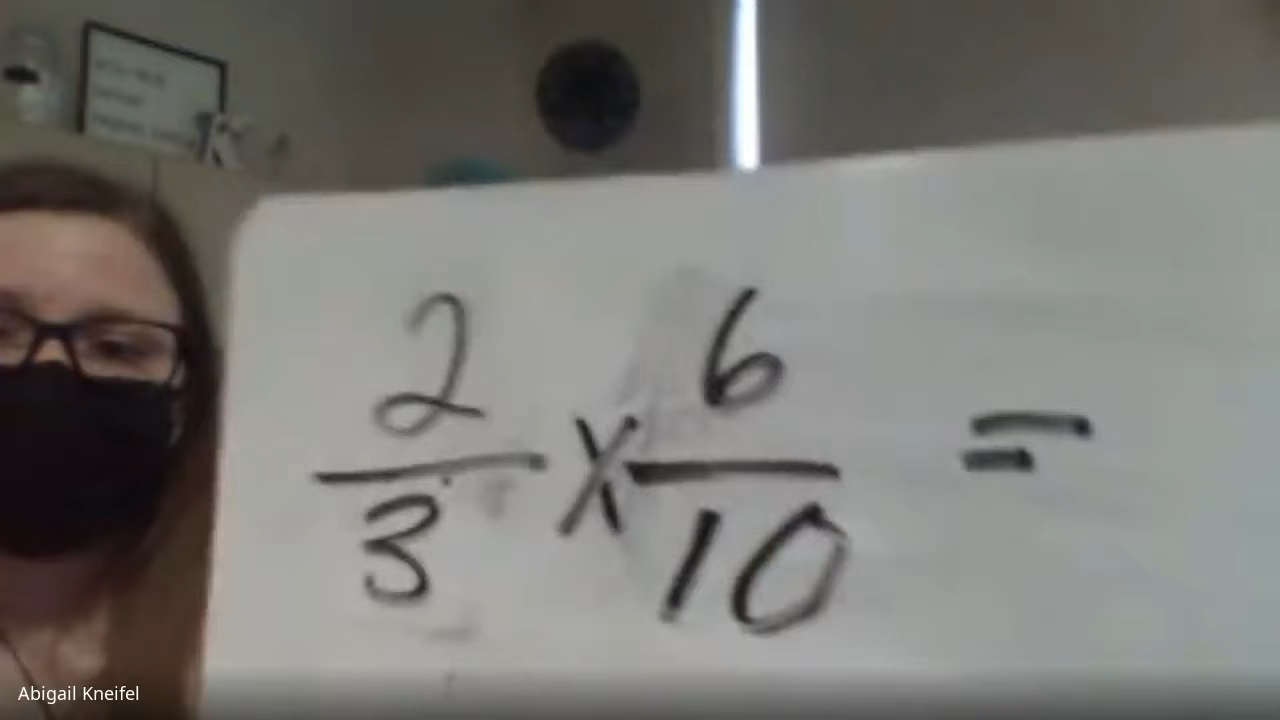 2/3 x 6/10 =
Abigail Kneifel